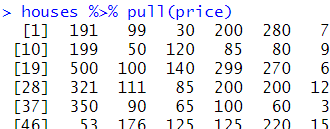 > houses %>% pull(price)
[1] 191 99 30 200 280 7
[10] 199 50 120 85 80 9
[19] 500 100 140 299 270 6
[28] 321 111 85 200 200 12
[37] 350 90 65 100 60 3
[46] 53 176 125 125 220 15